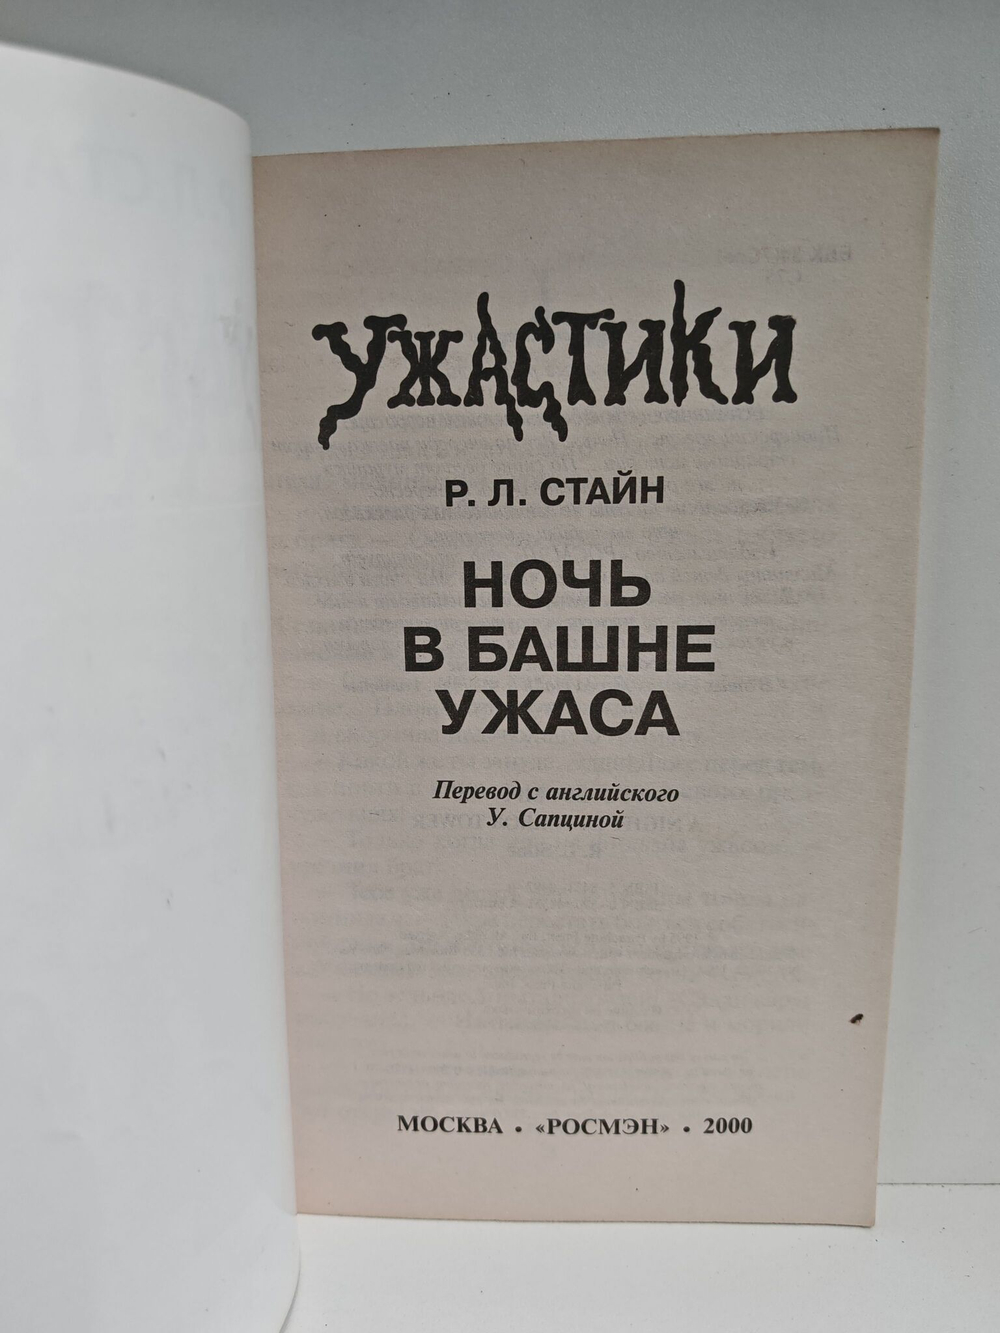 УЖАСТИКИ
Р. Л. СТАЙН
НОЧЬ
В БАШНЕ
УЖАСА
Перевод с английского
У. Сапциной
МОСКВА • «РОСМЭН» • 2000